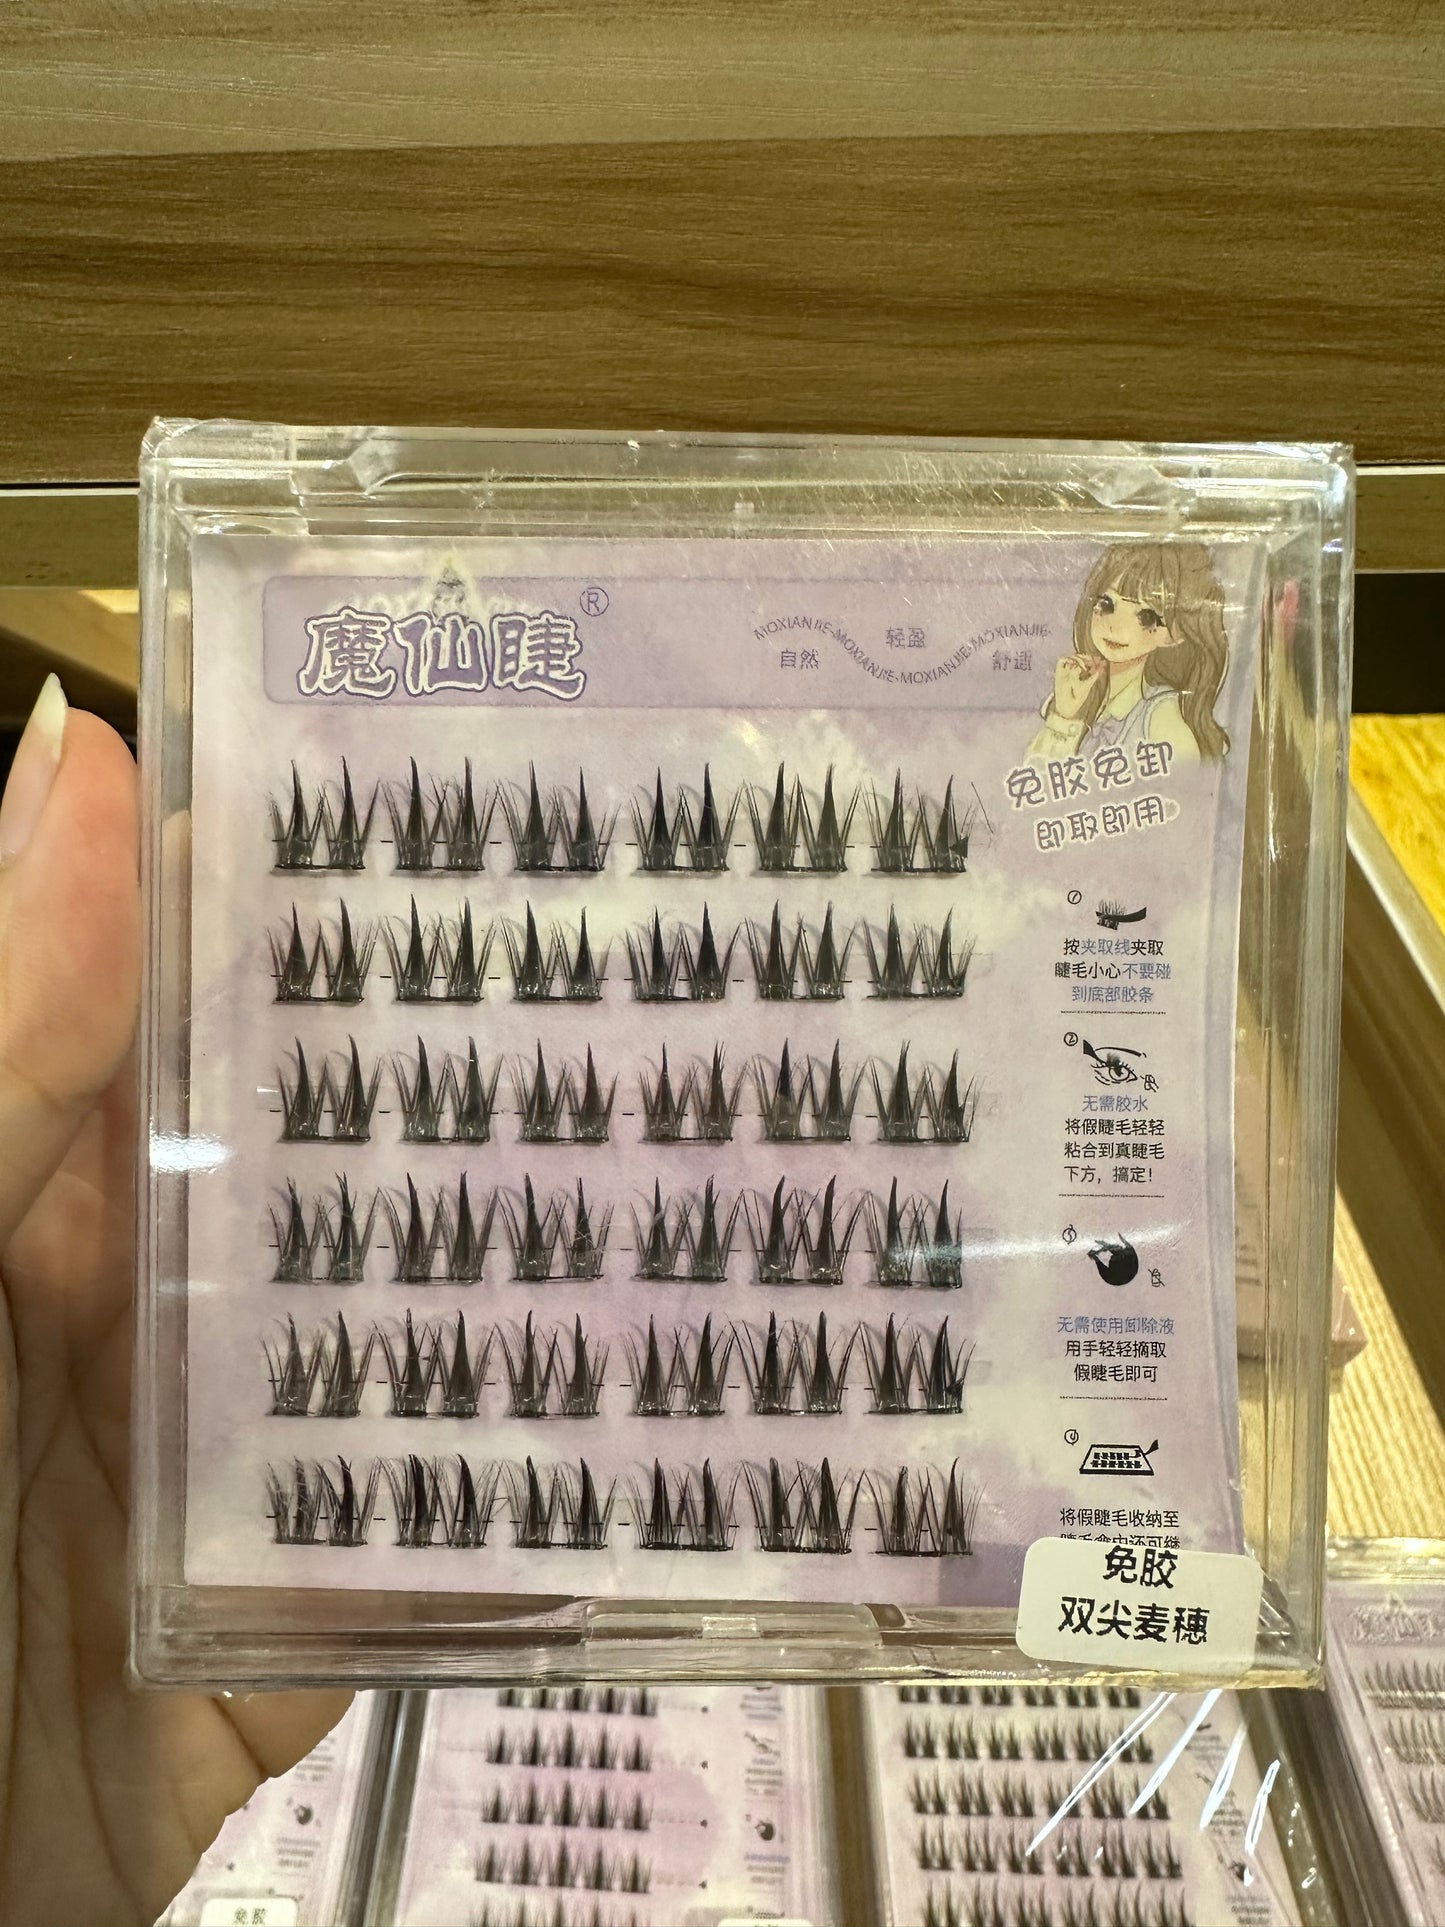 魔仙睫®
MOXIANJIE·MOXIANJIE·MOXIANJIE·MOXIANJIE·
自然
轻盈
舒适
免胶免卸
即取即用
①
按夹取线夹取
睫毛小心不要碰
到底部胶条
②
无需胶水
将假睫毛轻轻
粘合到真睫毛
下方，搞定!
③
无需使用卸除液
用手轻轻摘取
假睫毛即可
④
将假睫毛收纳至
免胶
双尖麦穗
免胶